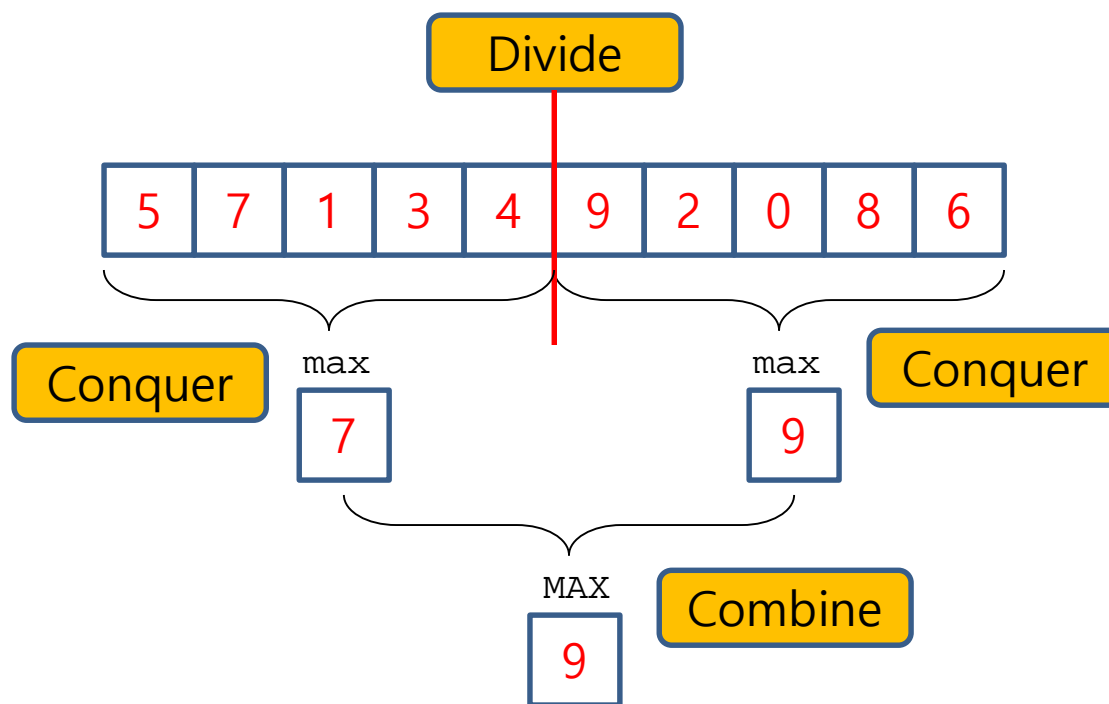 Divide
5 7 1 3 4 9 2 0 8 6
max max
Conquer Conquer
7 9
MAX
Combine
9